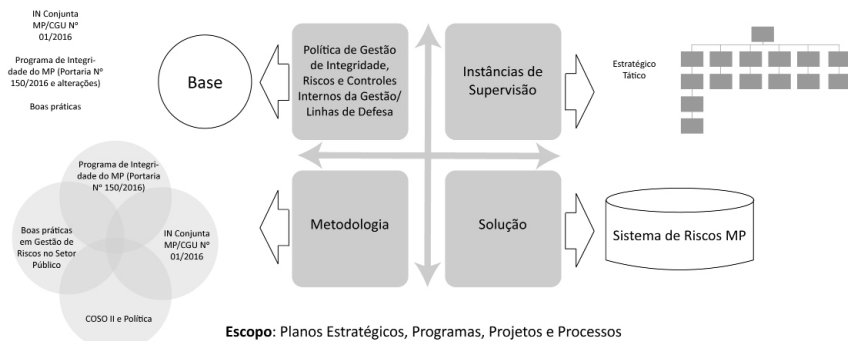 IN Conjunta
MP/CGU Nº
01/2016
Programa de Integri-
dade do MP (Portaria Nº
150/2016 e alterações)
Boas práticas
Base
Política de Gestão
de Integridade,
Riscos e Controles
Internos da Gestão/
Linhas de Defesa
Instâncias de
Supervisão
Estratégico
Tático
Programa de Integri-
dade do MP (Portaria
Nº 150/2016)
Boas práticas
em Gestão de
Riscos no Setor
Público
IN Conjunta
MP/CGU Nº
01/2016
COSO II e Política
Metodologia
Solução
Sistema de Riscos MP
Escopo: Planos Estratégicos, Programas, Projetos e Processos